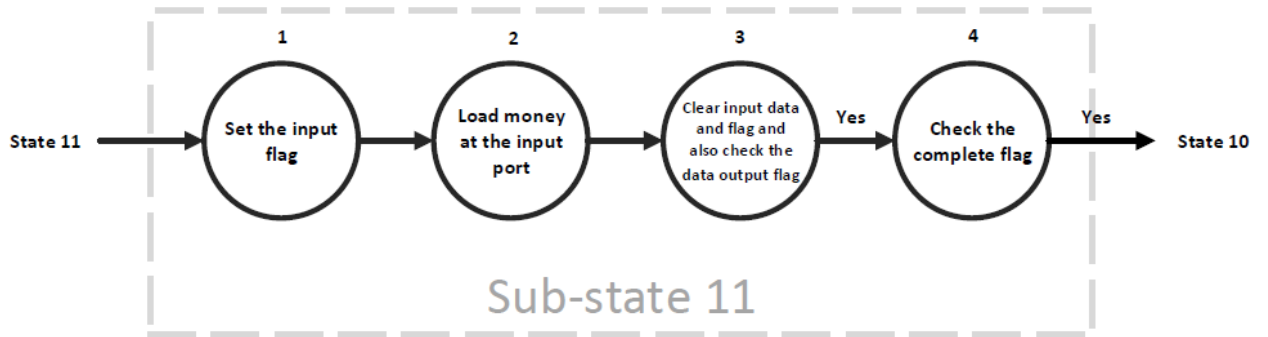 1
2
3
4
State 11
Set the input
flag
Load money
at the input
port
Clear input data
and flag and
also check the
data output flag
Yes
Check the
complete flag
Yes
State 10
Sub-state 11